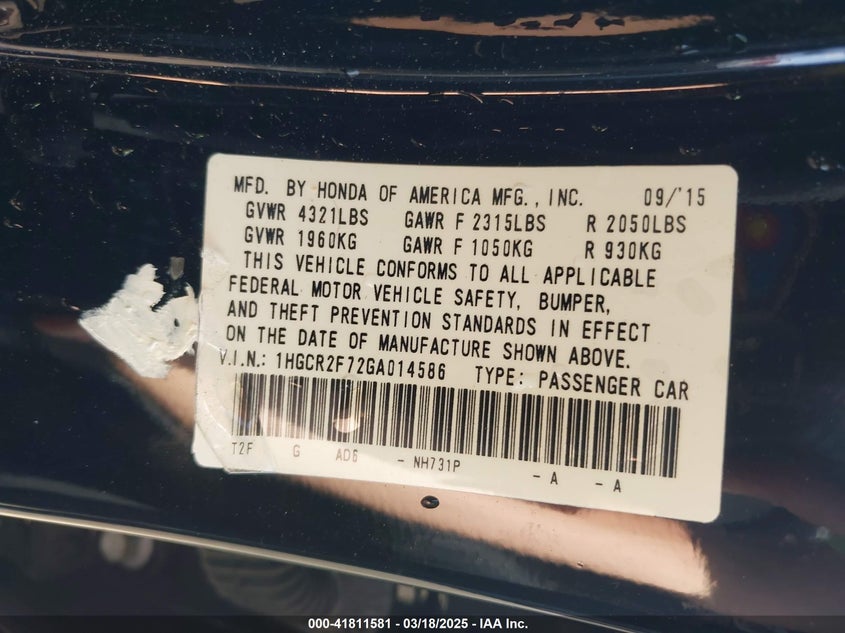 MFD. BY HONDA OF AMERICA MFG., INC. 09/'15
GVWR 4321LBS GAWR F 2315LBS R 2050LBS
GVWR 1960KG GAWR F 1050KG R 930KG
THIS VEHICLE CONFORMS TO ALL APPLICABLE
FEDERAL MOTOR VEHICLE SAFETY, BUMPER,
AND THEFT PREVENTION STANDARDS IN EFFECT
ON THE DATE OF MANUFACTURE SHOWN ABOVE.
V.I.N.: 1HGCR2F72GA014586 TYPE: PASSENGER CAR
T2F G AD6 - NH731P - A - A
000-41811581 / 03/18/2025 - IAA Inc.